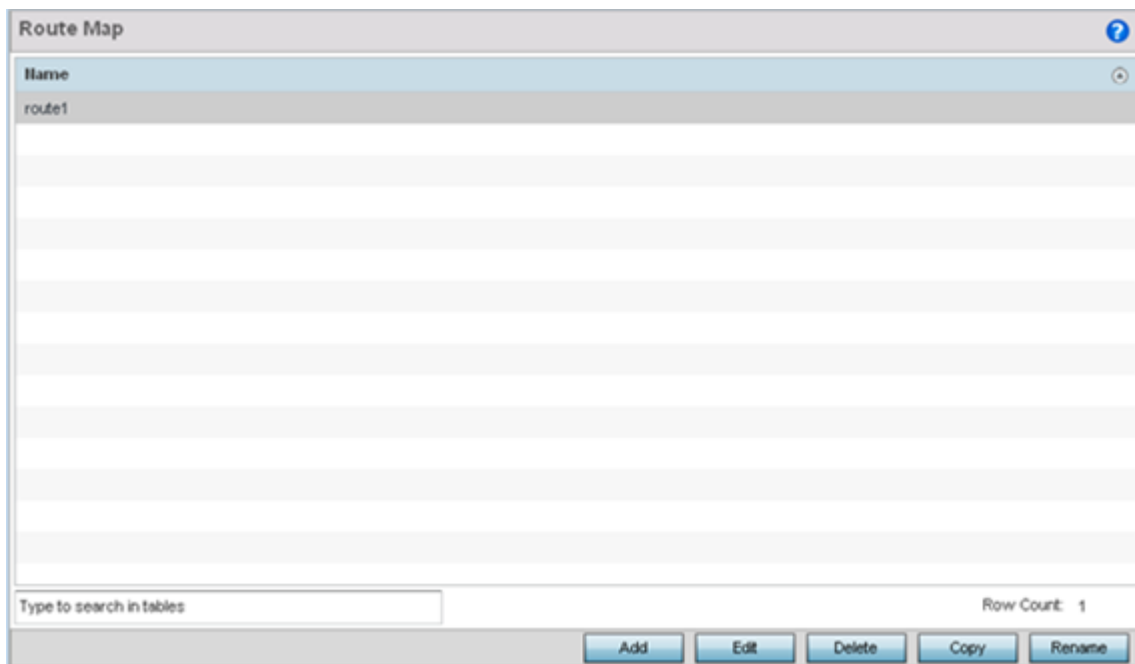 Route Map
?
Name
route1
Type to search in tables
Row Count: 1
Add Edit Delete Copy Rename